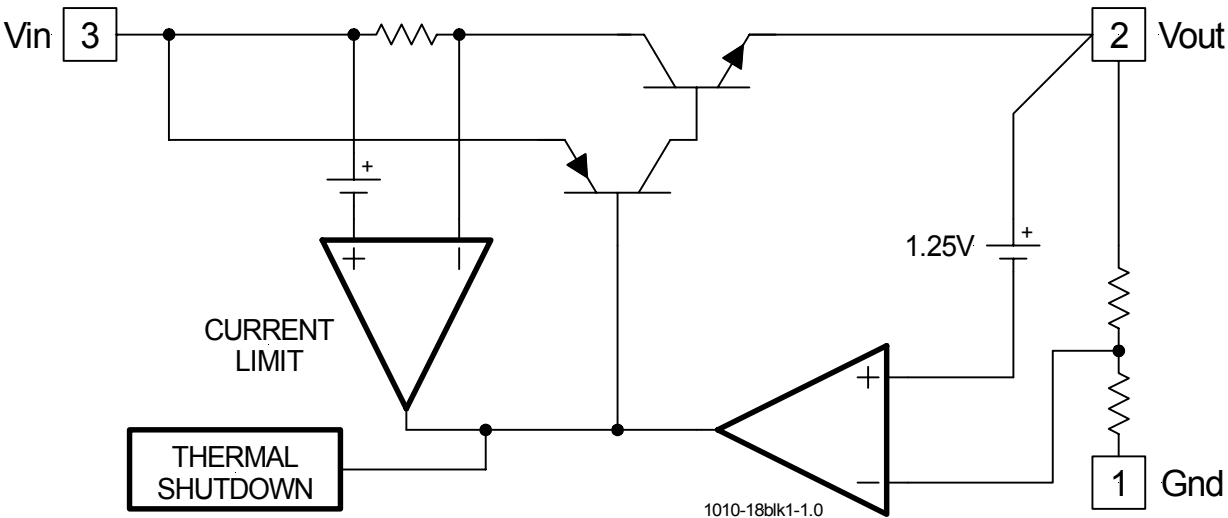 Vin 3
2 Vout
+
+
1.25V
+ −
CURRENT
LIMIT
+
THERMAL
SHUTDOWN
−
1 Gnd
1010-18blk1-1.0